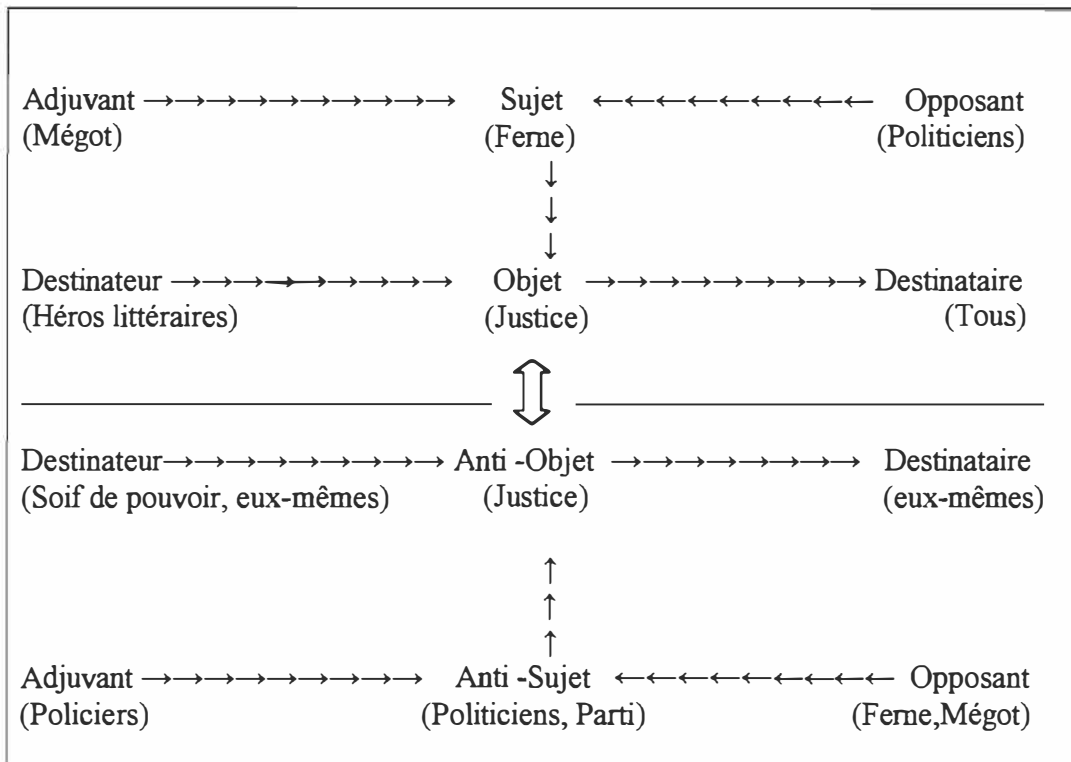 Adjuvant →→→→→→→→→ Sujet ←←←←←←←←← Opposant
(Mégot) (Ferne) (Politiciens)
↓
↓
↓
Destinateur →→→→→→→→→ Objet →→→→→→→→→ Destinataire
(Héros littéraires) (Justice) (Tous)
⇕
Destinateur→→→→→→→→→ Anti -Objet →→→→→→→→ Destinataire
(Soif de pouvoir, eux-mêmes) (Justice) (eux-mêmes)
↑
↑
↑
Adjuvant →→→→→→→→ Anti -Sujet ←←←←←←←←← Opposant
(Policiers) (Politiciens, Parti) (Ferne,Mégot)